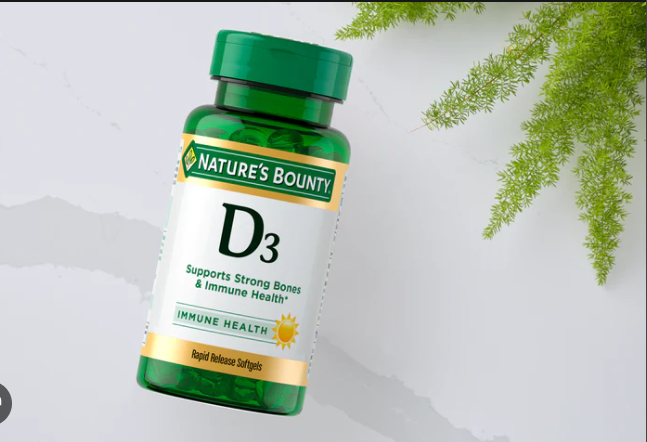 NATURE'S BOUNTY®
D3
Supports Strong Bones
& Immune Health*
IMMUNE HEALTH
Rapid Release Softgels